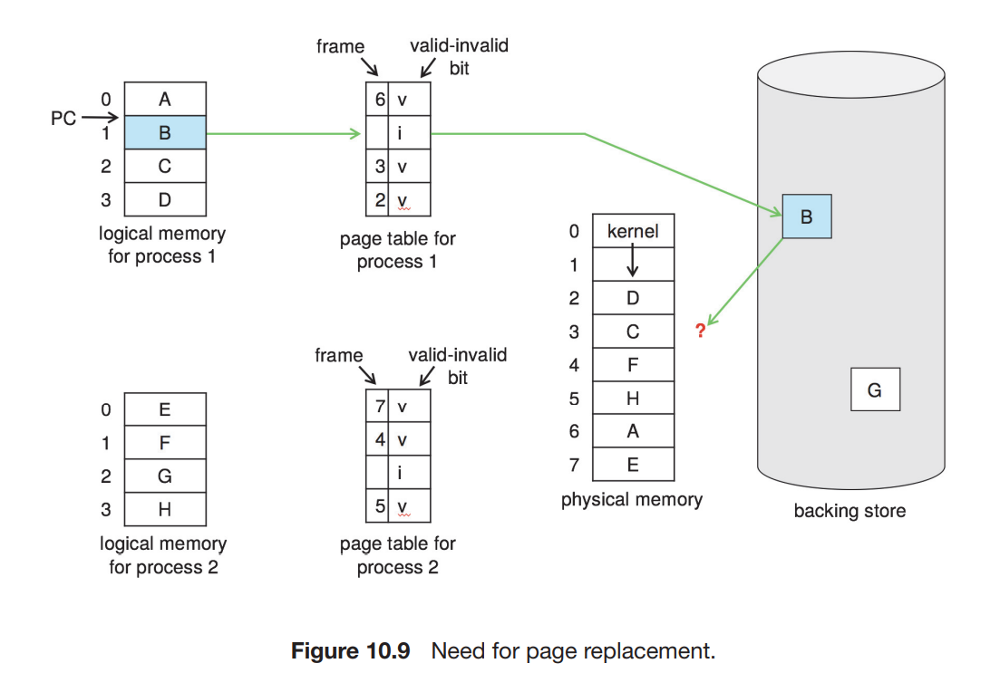 frame
valid-invalid
bit
0 A
PC
1 B
2 C
3 D
logical memory
for process 1
6 v
i
3 v
2 v
page table for
process 1
0 kernel
1
2 D
3 C
4 F
5 H
6 A
7 E
physical memory
?
B
G
backing store
frame
valid-invalid
bit
0 E
1 F
2 G
3 H
logical memory
for process 2
7 v
4 v
i
5 v
page table for
process 2
Figure 10.9 Need for page replacement.